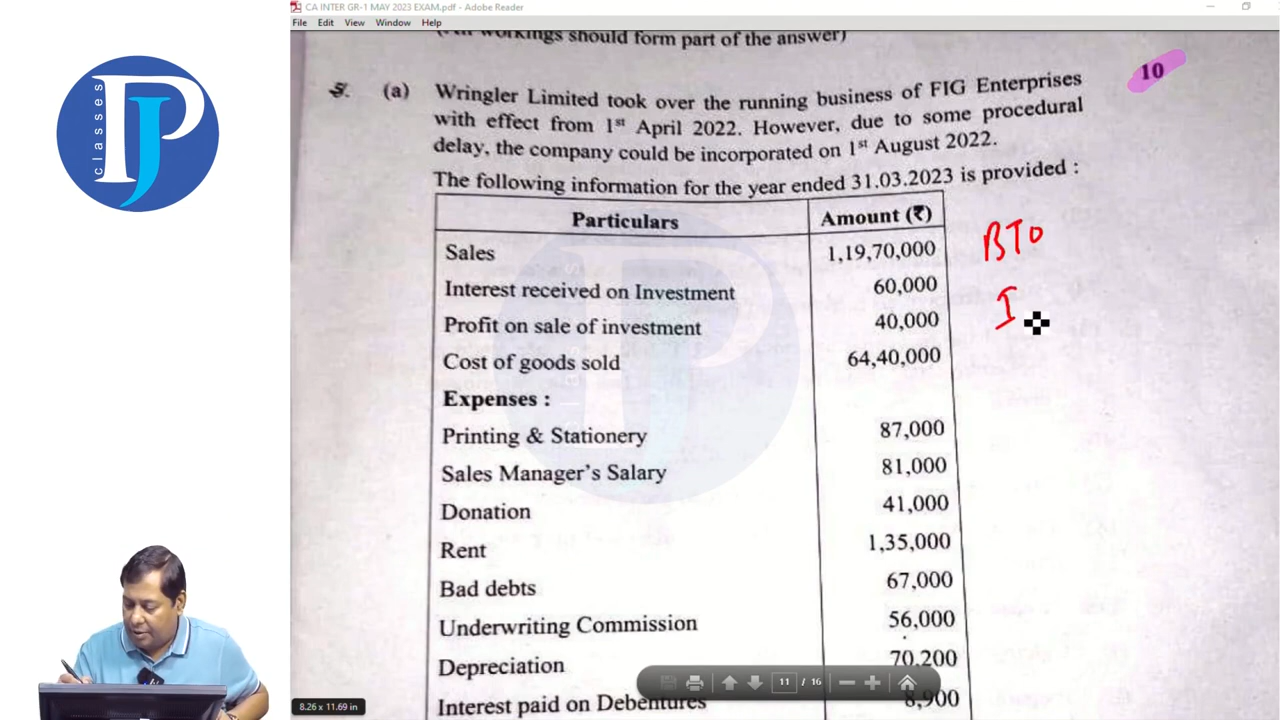 CA INTER GR-1 MAY 2023 EXAM.pdf - Adobe Reader
File Edit View Window Help
workings should form part of the answer)
10
5. (a) Wringler Limited took over the running business of FIG Enterprises
with effect from 1st April 2022. However, due to some procedural
delay, the company could be incorporated on 1st August 2022.
The following information for the year ended 31.03.2023 is provided :
Particulars Amount (₹)
Sales 1,19,70,000 BTO
Interest received on Investment 60,000 I
Profit on sale of investment 40,000
Cost of goods sold 64,40,000
Expenses :
Printing & Stationery 87,000
Sales Manager's Salary 81,000
Donation 41,000
Rent 1,35,000
Bad debts 67,000
Underwriting Commission 56,000
Depreciation 70,200
Interest paid on Debentures 8,900
11 / 16
8.26 x 11.69 in
PJ
classes